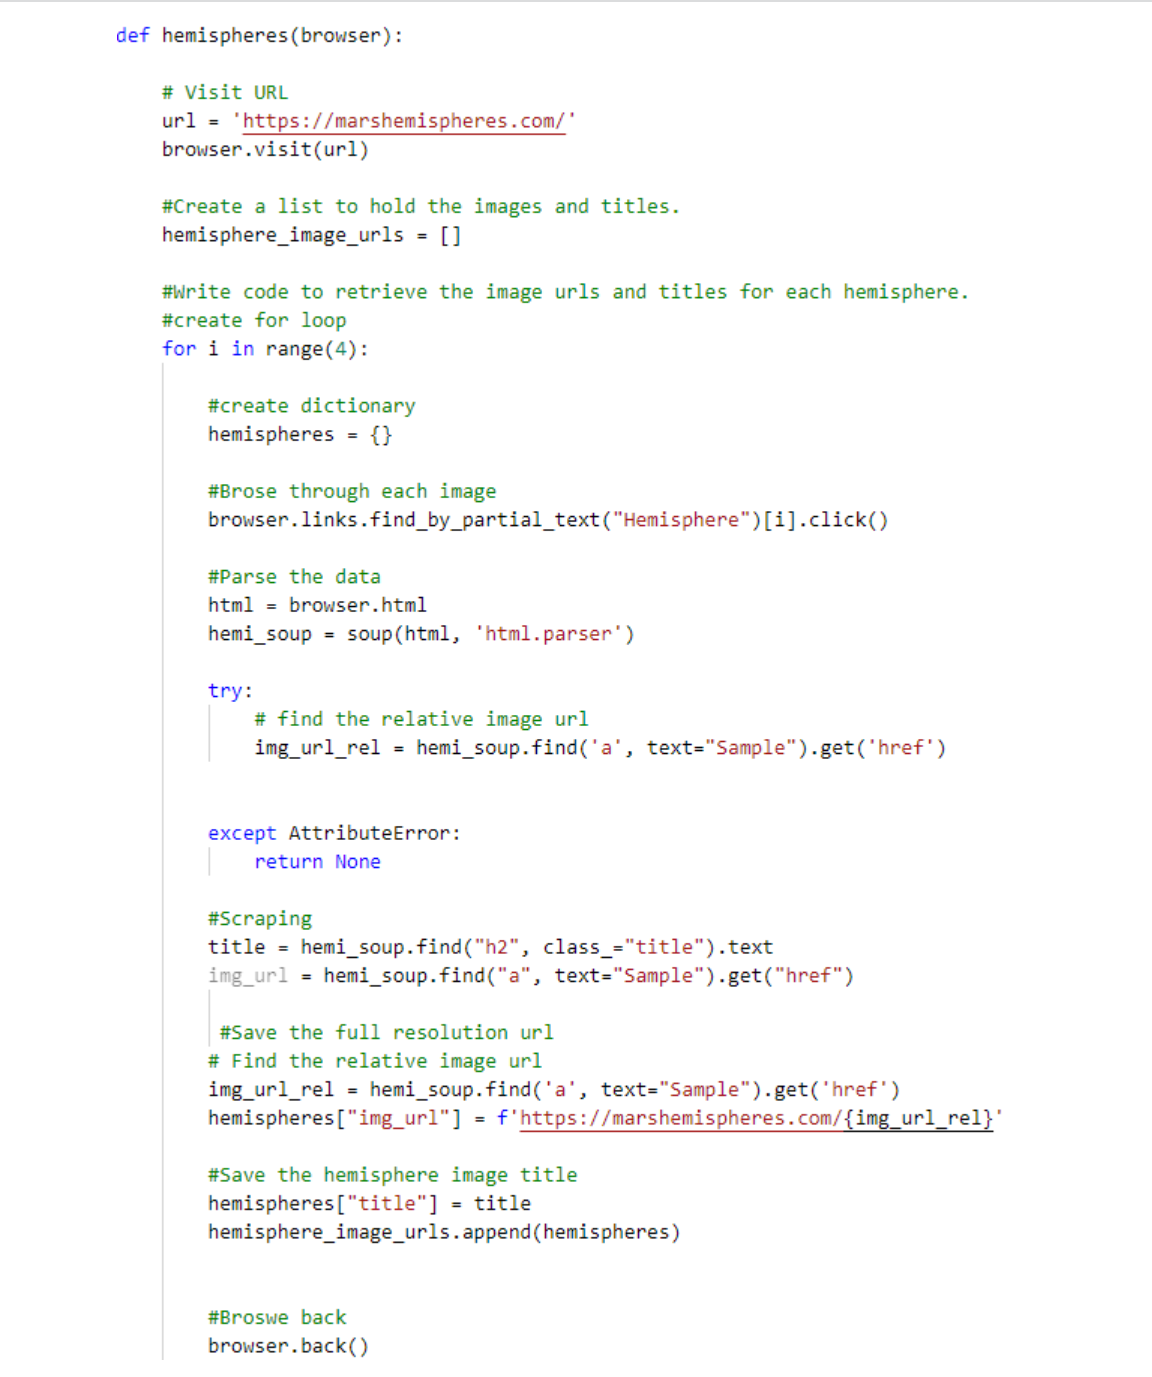 def hemispheres(browser):
# Visit URL
url = 'https://marshemispheres.com/'
browser.visit(url)
#Create a list to hold the images and titles.
hemisphere_image_urls = []
#Write code to retrieve the image urls and titles for each hemisphere.
#create for loop
for i in range(4):
#create dictionary
hemispheres = {}
#Brose through each image
browser.links.find_by_partial_text("Hemisphere")[i].click()
#Parse the data
html = browser.html
hemi_soup = soup(html, 'html.parser')
try:
# find the relative image url
img_url_rel = hemi_soup.find('a', text="Sample").get('href')
except AttributeError:
return None
#Scraping
title = hemi_soup.find("h2", class_="title").text
img_url = hemi_soup.find("a", text="Sample").get("href")
#Save the full resolution url
# Find the relative image url
img_url_rel = hemi_soup.find('a', text="Sample").get('href')
hemispheres["img_url"] = f'https://marshemispheres.com/{img_url_rel}'
#Save the hemisphere image title
hemispheres["title"] = title
hemisphere_image_urls.append(hemispheres)
#Broswe back
browser.back()